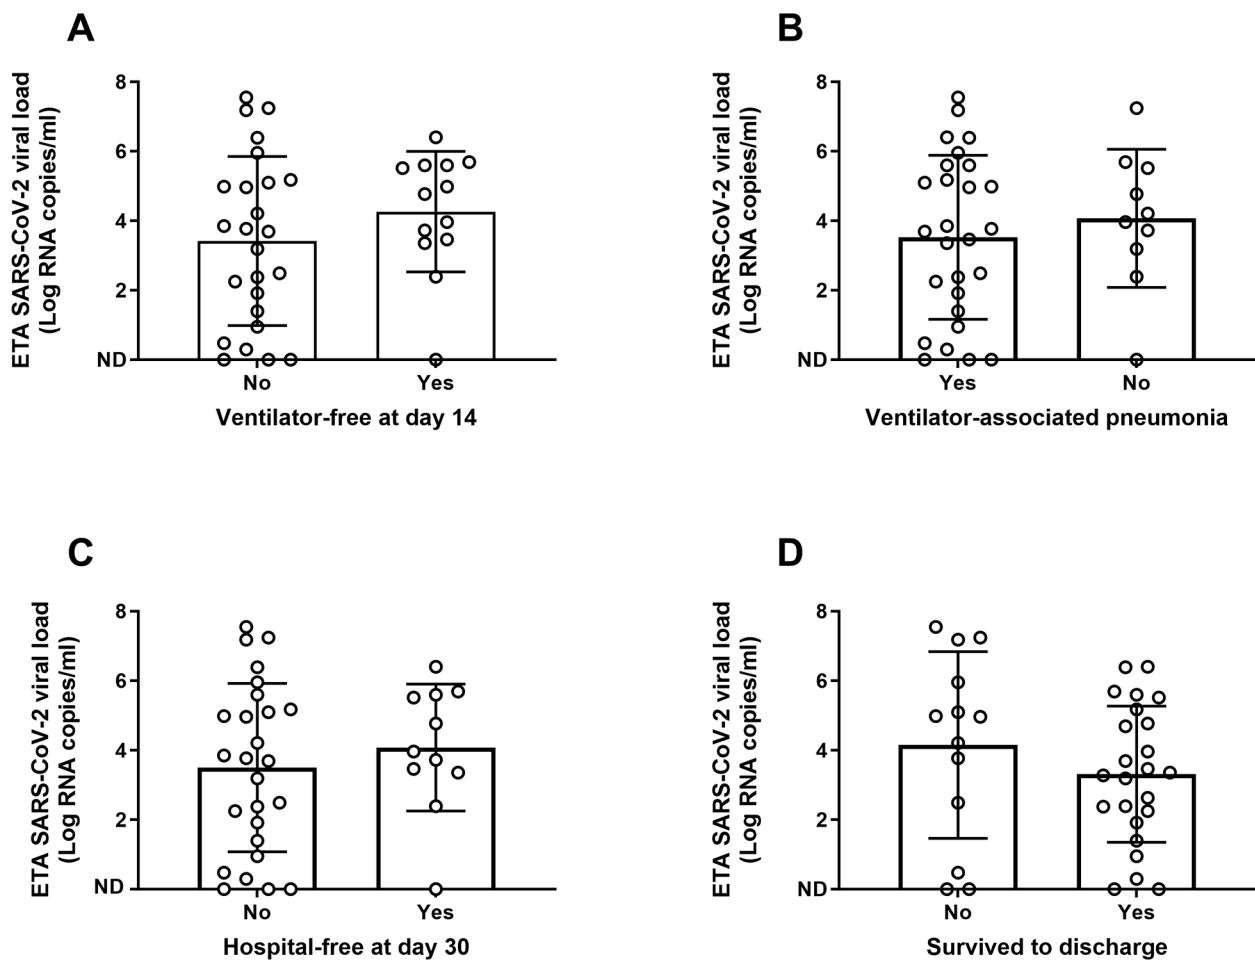 A
ETA SARS-CoV-2 viral load
(Log RNA copies/ml)
8
6
4
2
ND
No
Yes
Ventilator-free at day 14
B
ETA SARS-CoV-2 viral load
(Log RNA copies/ml)
8
6
4
2
ND
Yes
No
Ventilator-associated pneumonia
C
ETA SARS-CoV-2 viral load
(Log RNA copies/ml)
8
6
4
2
ND
No
Yes
Hospital-free at day 30
D
ETA SARS-CoV-2 viral load
(Log RNA copies/ml)
8
6
4
2
ND
No
Yes
Survived to discharge